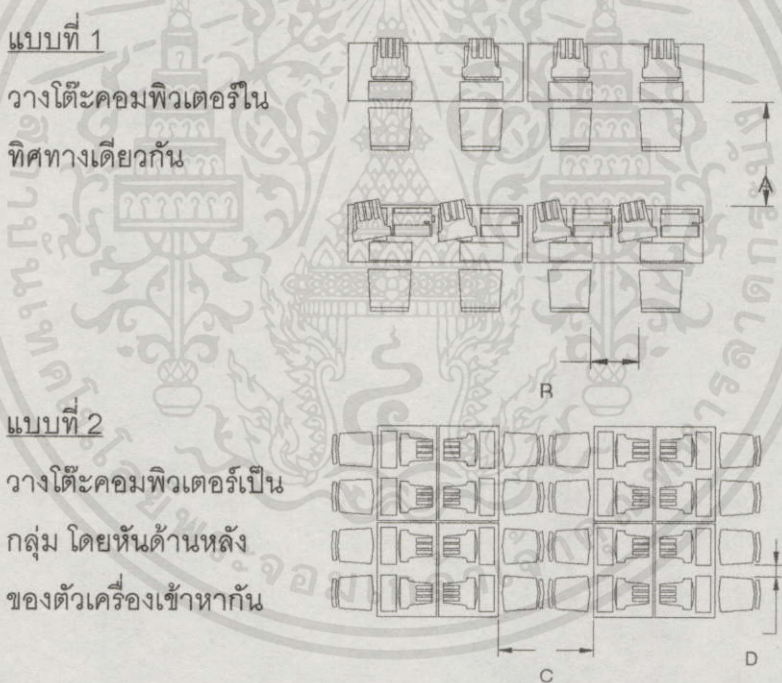 แบบที่ 1
วางโต๊ะคอมพิวเตอร์ใน
ทิศทางเดียวกัน
A
B
แบบที่ 2
วางโต๊ะคอมพิวเตอร์เป็น
กลุ่ม โดยหันด้านหลัง
ของตัวเครื่องเข้าหากัน
C
D